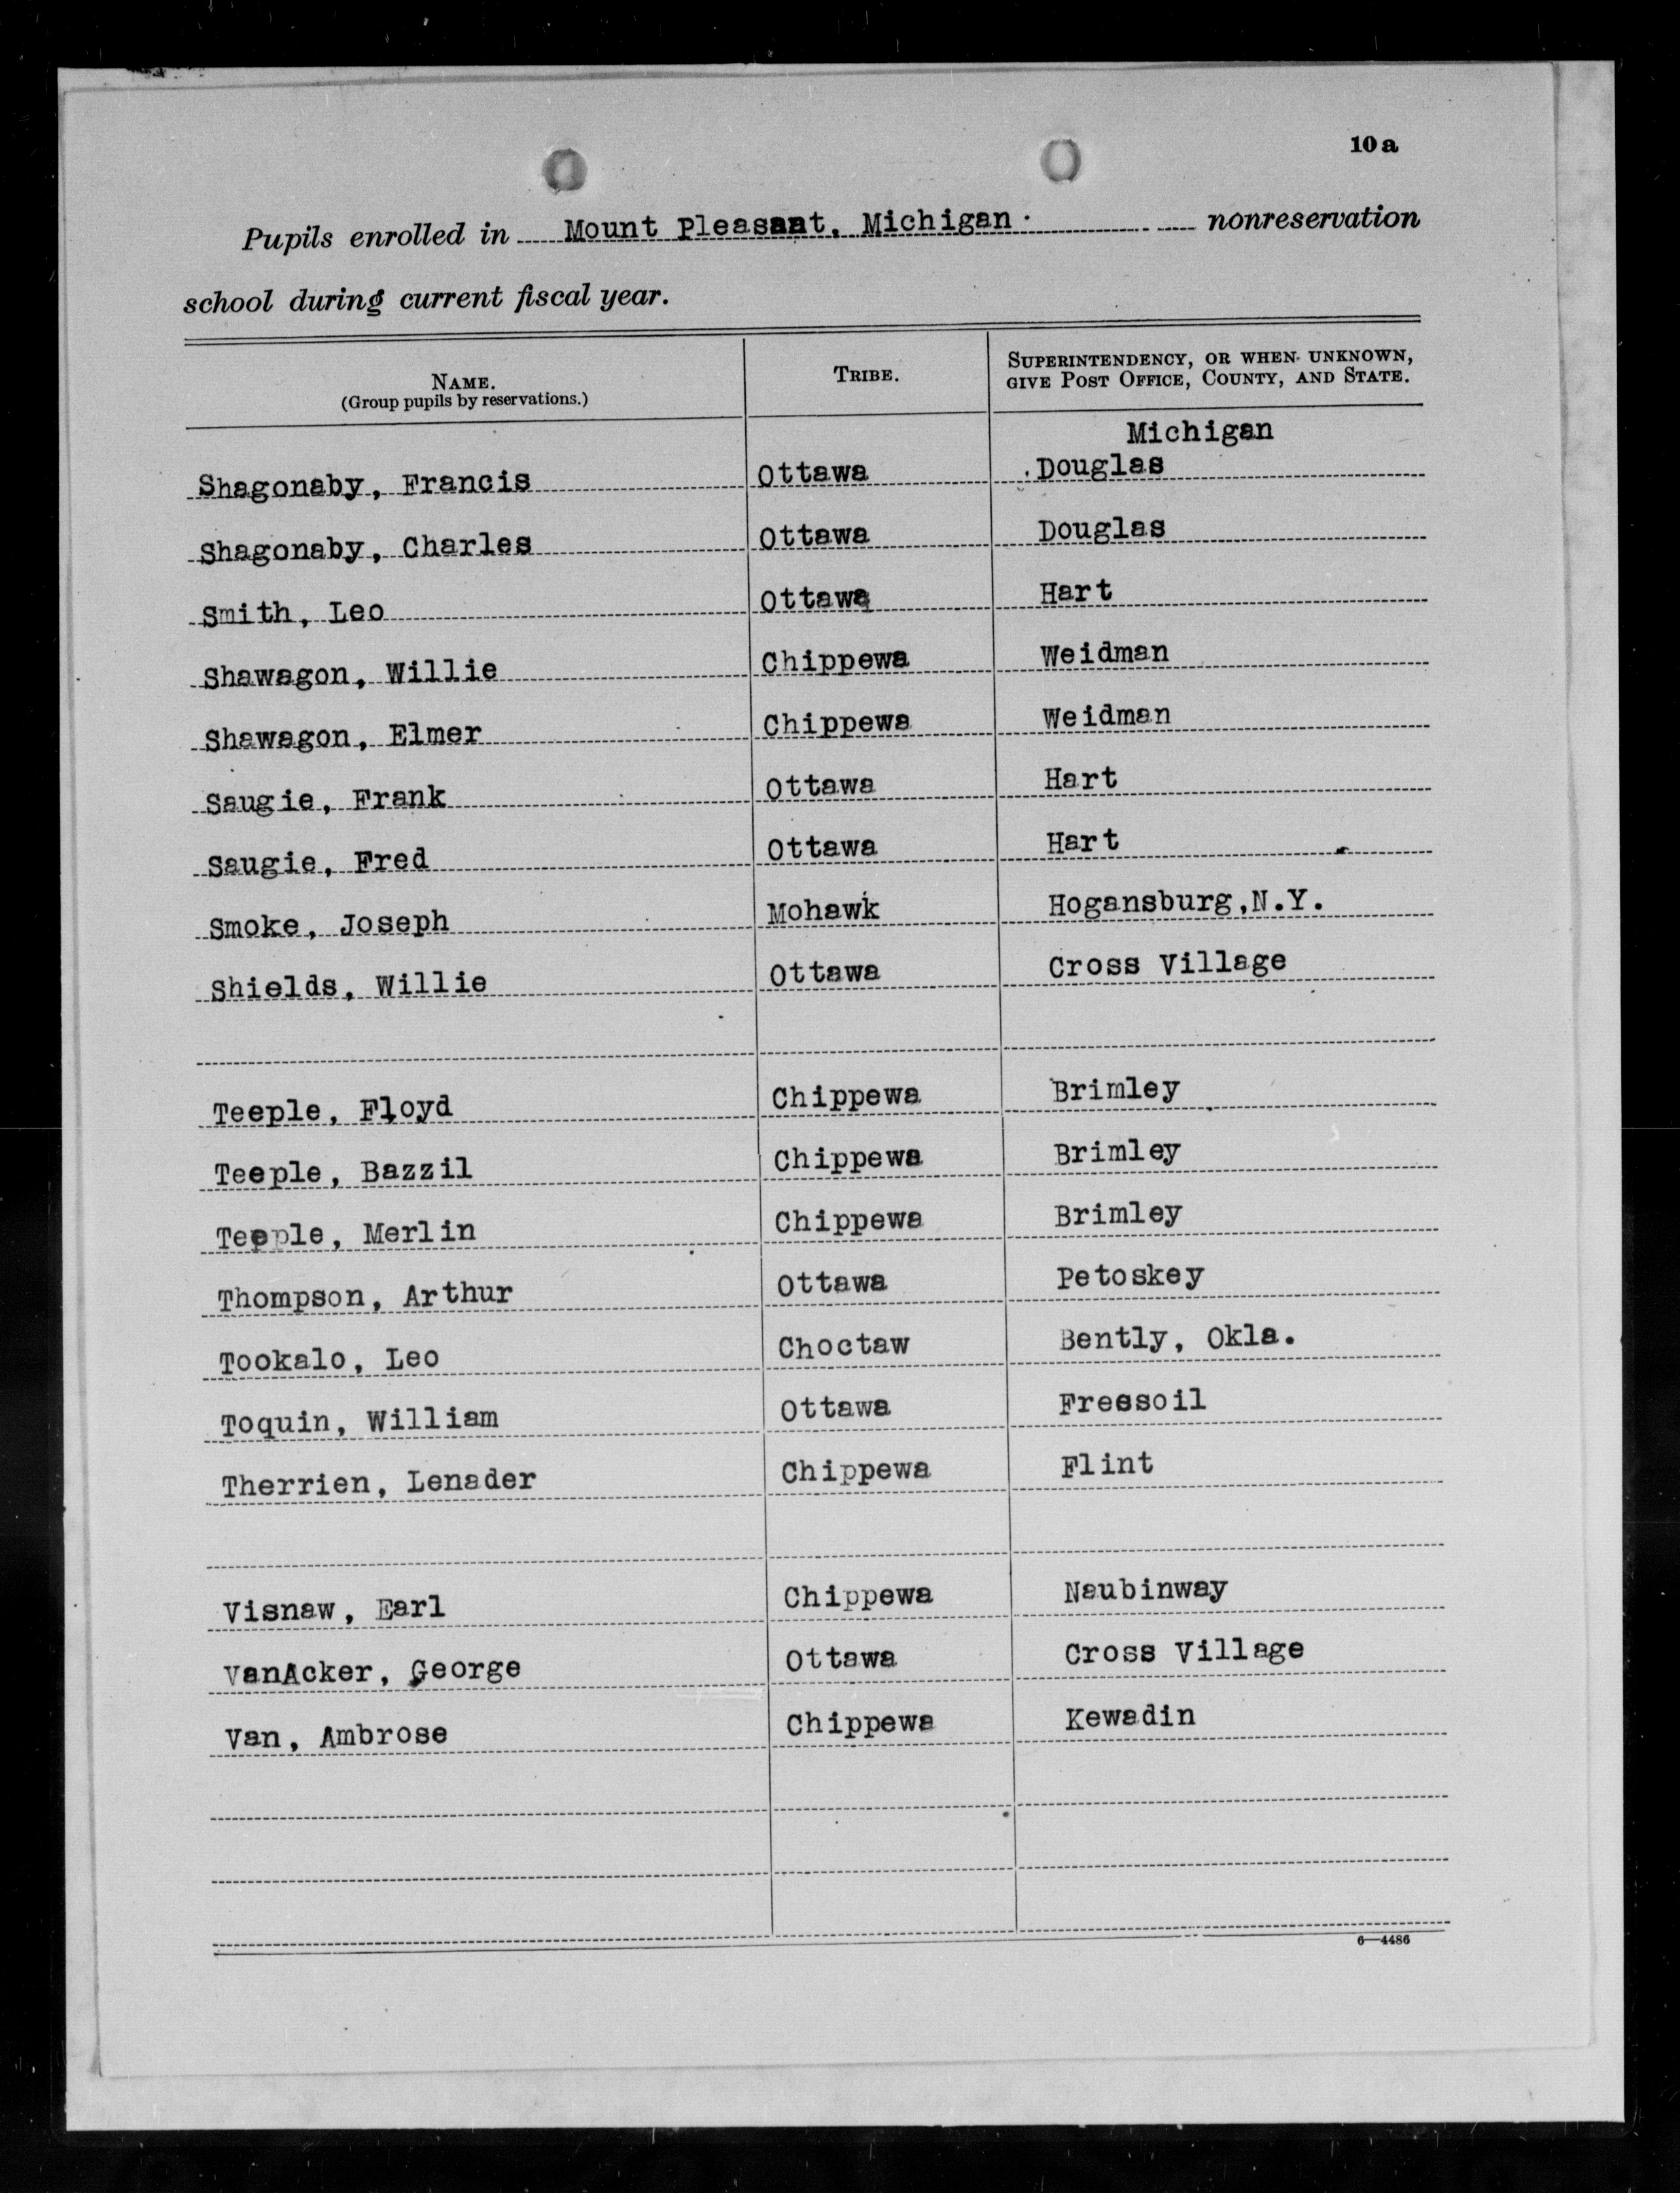 10 a
Pupils enrolled in Mount Pleasant, Michigan. nonreservation
school during current fiscal year.
NAME. TRIBE. SUPERINTENDENCY, OR WHEN UNKNOWN,
(Group pupils by reservations.) GIVE POST OFFICE, COUNTY, AND STATE.
Michigan
Shagonaby, Francis Ottawa Douglas
Shagonaby, Charles Ottawa Douglas
Smith, Leo Ottawa Hart
Shawagon, Willie Chippewa Weidman
Shawagon, Elmer Chippewa Weidman
Saugie, Frank Ottawa Hart
Saugie, Fred Ottawa Hart
Smoke, Joseph Mohawk Hogansburg,N.Y.
Shields, Willie Ottawa Cross Village
Teeple, Floyd Chippewa Brimley
Teeple, Bazzil Chippewa Brimley
Teeple, Merlin Chippewa Brimley
Thompson, Arthur Ottawa Petoskey
Tookalo, Leo Choctaw Bently, Okla.
Toquin, William Ottawa Freesoil
Therrien, Lenader Chippewa Flint
Visnaw, Earl Chippewa Naubinway
VanAcker, George Ottawa Cross Village
Van, Ambrose Chippewa Kewadin
6—4486